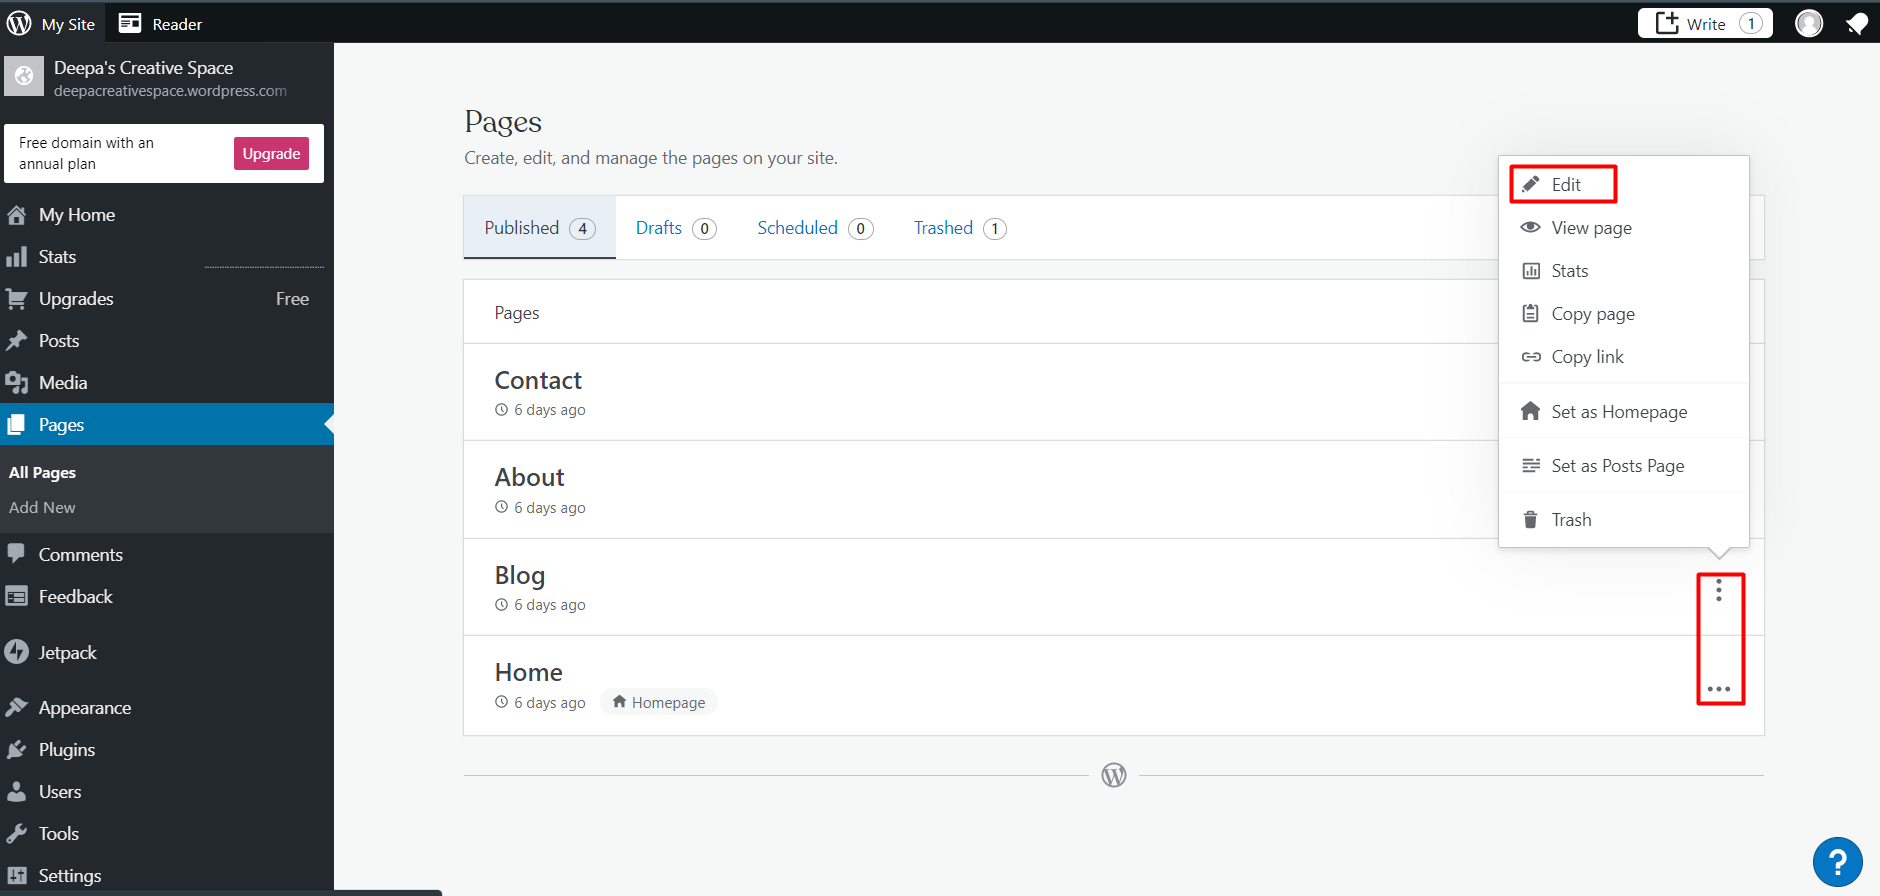 My Site
Reader
Write 1
Deepa's Creative Space
deepacreativespace.wordpress.com
Free domain with an
annual plan
Upgrade
My Home
Stats
Upgrades Free
Posts
Media
Pages
All Pages
Add New
Comments
Feedback
Jetpack
Appearance
Plugins
Users
Tools
Settings
Pages
Create, edit, and manage the pages on your site.
Published 4
Drafts 0
Scheduled 0
Trashed 1
Pages
Contact
6 days ago
About
6 days ago
Blog
6 days ago
Home
6 days ago
Homepage
Edit
View page
Stats
Copy page
Copy link
Set as Homepage
Set as Posts Page
Trash
?